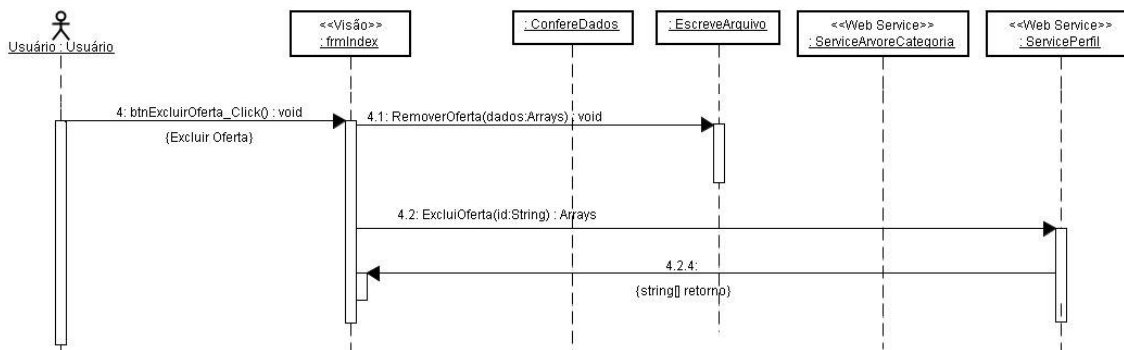 Usuário : Usuário
<<Visão>>
: frmIndex
: ConfereDados
: EscreveArquivo
<<Web Service>>
: ServiceArvoreCategoria
<<Web Service>>
: ServicePerfil
4: btnExcluirOferta_Click() : void
{Excluir Oferta}
4.1: RemoverOferta(dados:Arrays) : void
4.2: ExcluiOferta(id:String) : Arrays
4.2.4:
{string[] retorno}